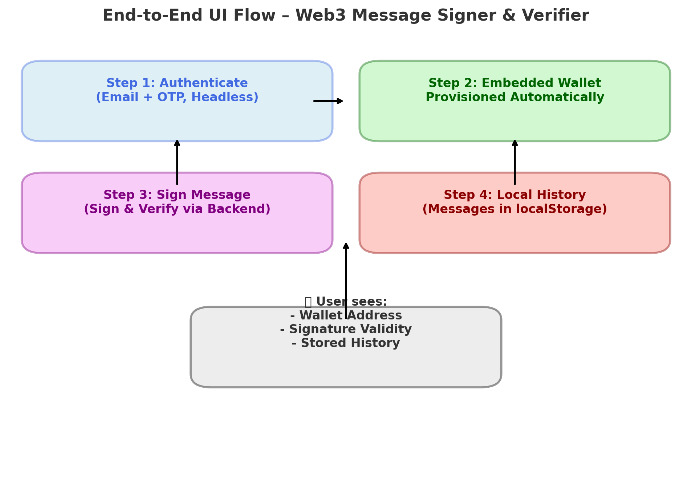 End-to-End UI Flow – Web3 Message Signer & Verifier
Step 1: Authenticate
(Email + OTP, Headless)
Step 2: Embedded Wallet
Provisioned Automatically
Step 3: Sign Message
(Sign & Verify via Backend)
Step 4: Local History
(Messages in localStorage)
▯ User sees:
- Wallet Address
- Signature Validity
- Stored History